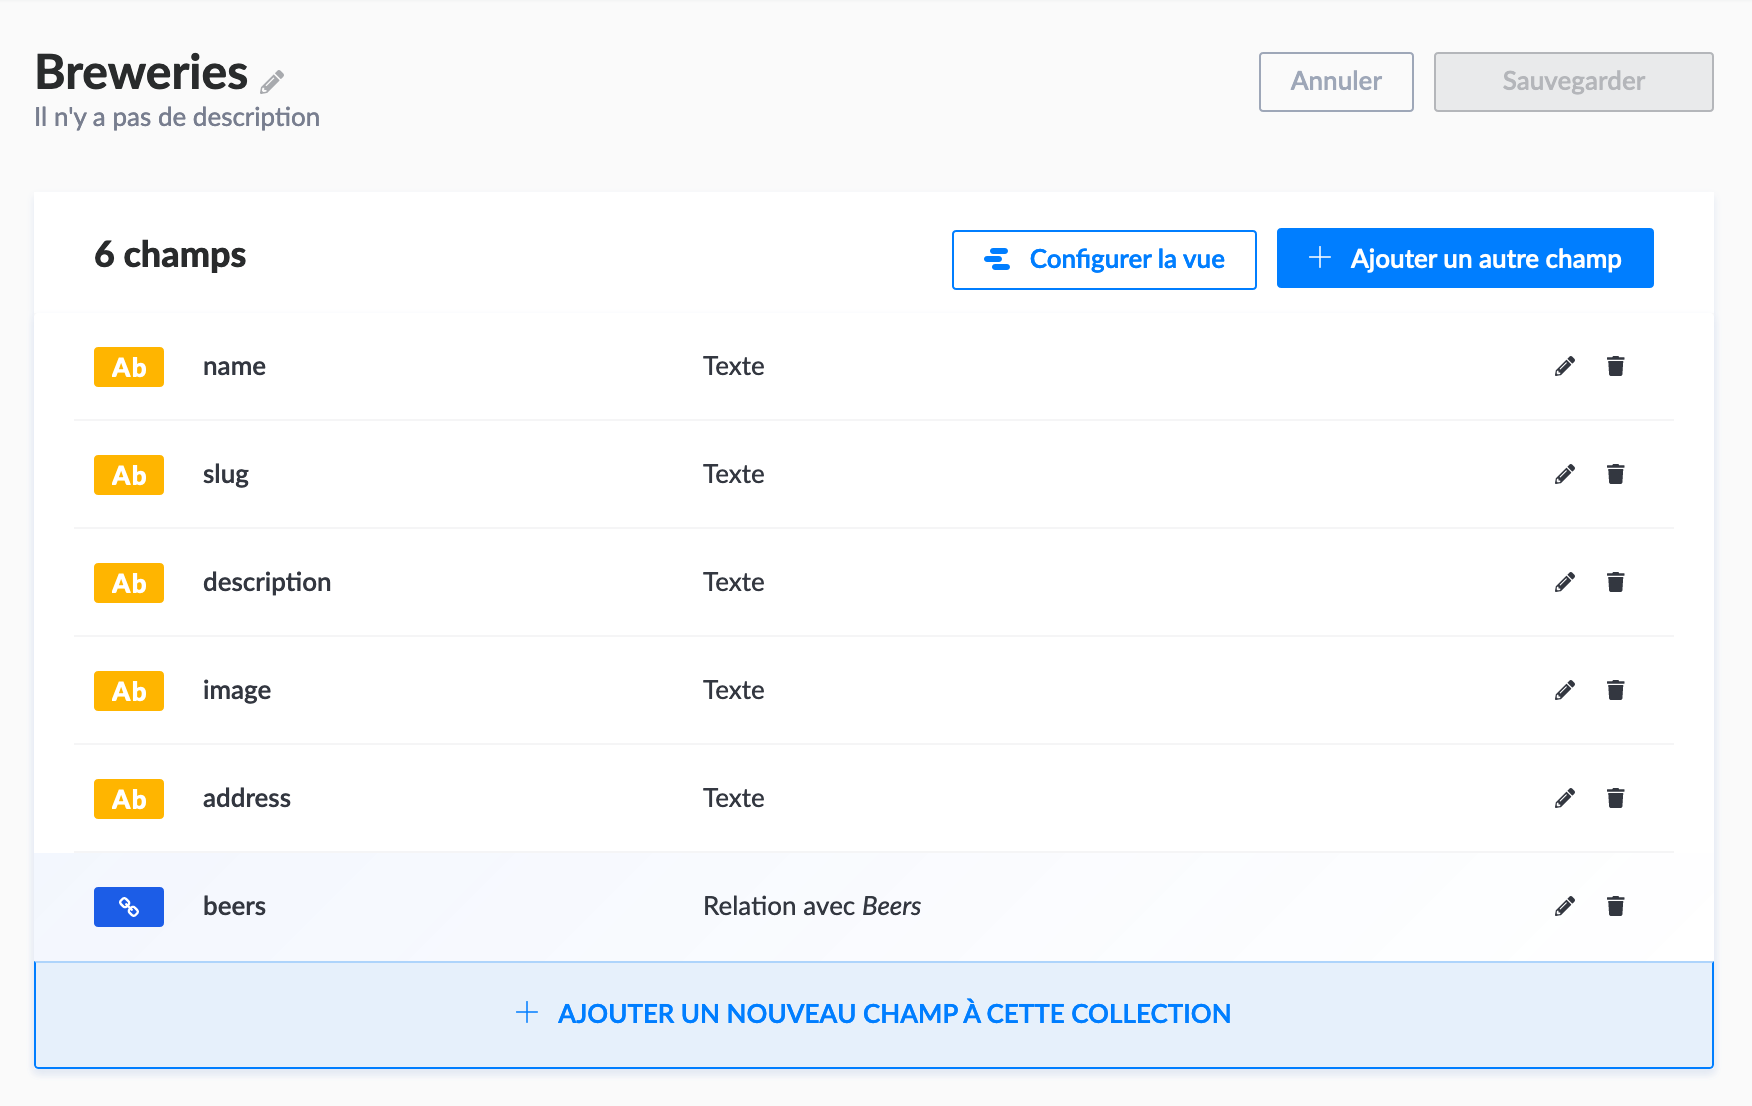 Breweries
Il n'y a pas de description
Annuler
Sauvegarder
6 champs
Configurer la vue
Ajouter un autre champ
Ab name Texte
Ab slug Texte
Ab description Texte
Ab image Texte
Ab address Texte
beers Relation avec Beers
AJOUTER UN NOUVEAU CHAMP À CETTE COLLECTION